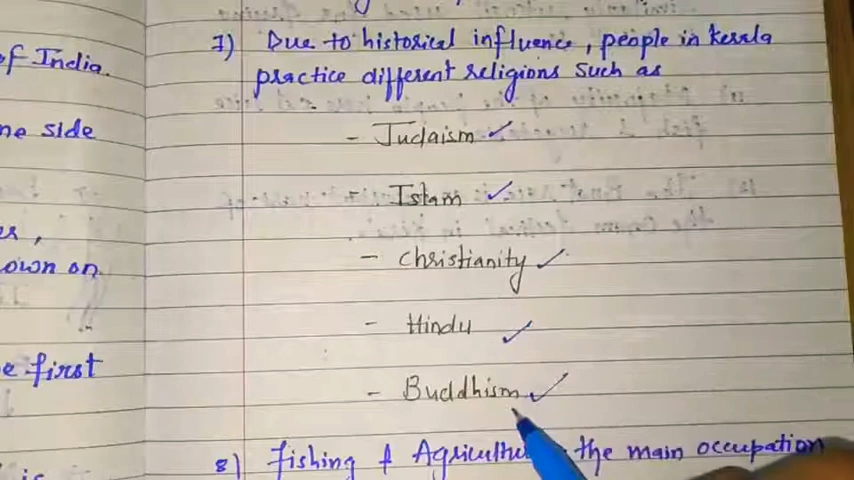 of India.
ne side
own on
e first
7) Due to historical influence, people in Kerala
practice different religions such as
- Judaism ✓
- Islam ✓
- Christianity ✓
- Hindu ✓
- Buddhism ✓
8) Fishing & Agricultu the main occupation